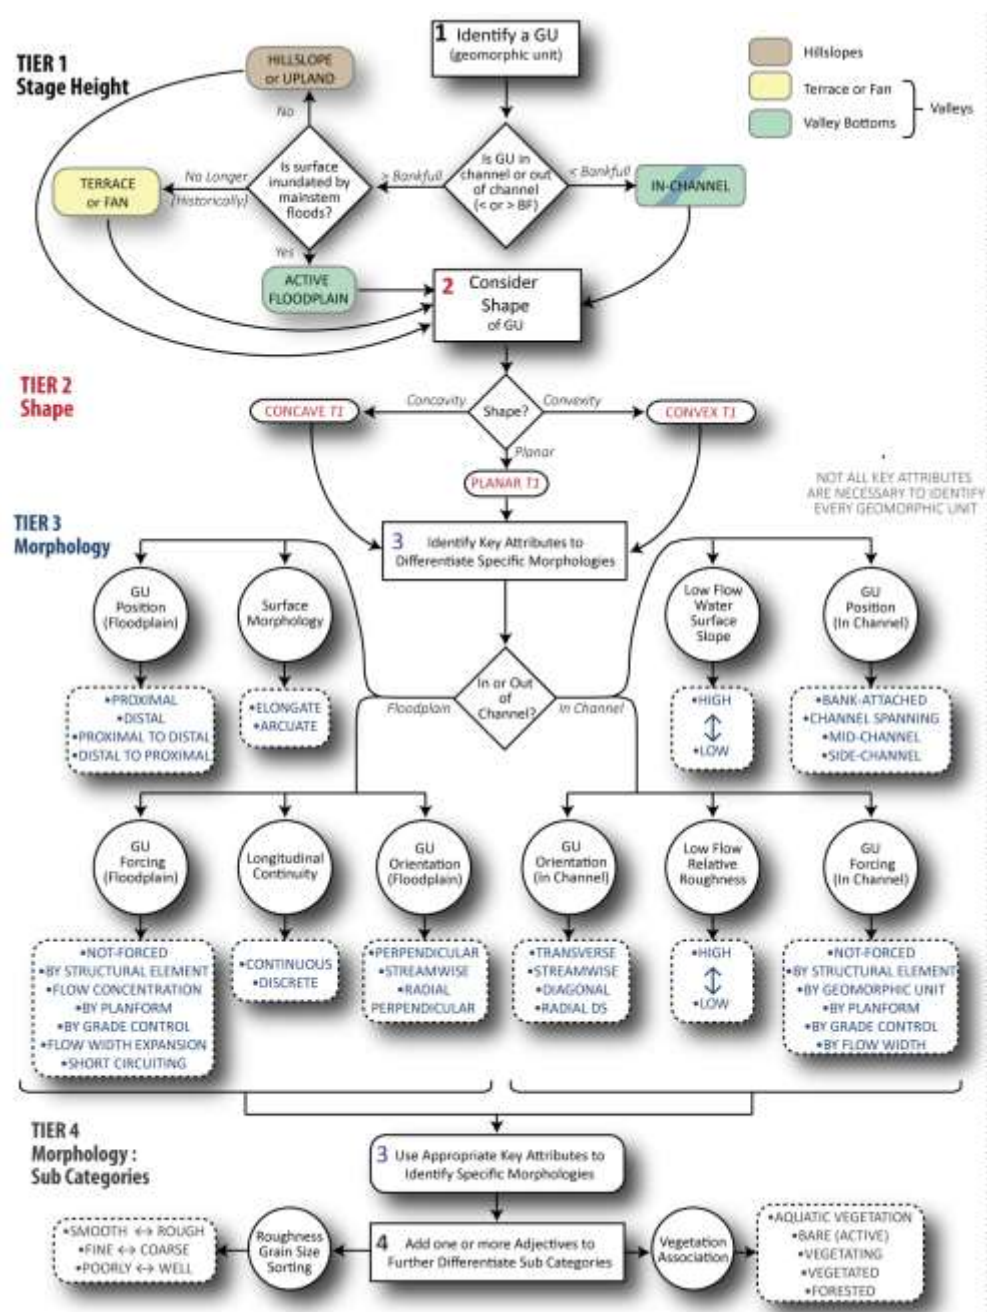 TIER 1
Stage Height
1 Identify a GU
(geomorphic unit)
HILLSLOPE
or UPLAND
Hillslopes
Terrace or Fan
Valleys
Valley Bottoms
No
Is surface
inundated by
mainstem
floods?
> Bankfull
Is GU in
channel or out
of channel
(< or > BF)
< Bankfull
IN-CHANNEL
No Longer
(Historically)
TERRACE
or FAN
Yes
ACTIVE
FLOODPLAIN
2 Consider
Shape
of GU
TIER 2
Shape
CONCAVE T1
Concavity
Shape?
Convexity
CONVEX T1
Planar
PLANAR T1
NOT ALL KEY ATTRIBUTES
ARE NECESSARY TO IDENTIFY
EVERY GEOMORPHIC UNIT
TIER 3
Morphology
3 Identify Key Attributes to
Differentiate Specific Morphologies
GU
Position
(Floodplain)
Surface
Morphology
Low Flow
Water
Surface
Slope
GU
Position
(In Channel)
In or Out
of
Channel?
Floodplain
In Channel
•PROXIMAL
•DISTAL
•PROXIMAL TO DISTAL
•DISTAL TO PROXIMAL
•ELONGATE
•ARCUATE
•HIGH
•LOW
•BANK-ATTACHED
•CHANNEL SPANNING
•MID-CHANNEL
•SIDE-CHANNEL
GU
Forcing
(Floodplain)
Longitudinal
Continuity
GU
Orientation
(Floodplain)
GU
Orientation
(In Channel)
Low Flow
Relative
Roughness
GU
Forcing
(In Channel)
•NOT-FORCED
•BY STRUCTURAL ELEMENT
•FLOW CONCENTRATION
•BY PLANFORM
•BY GRADE CONTROL
•FLOW WIDTH EXPANSION
•SHORT CIRCUITING
•CONTINUOUS
•DISCRETE
•PERPENDICULAR
•STREAMWISE
•RADIAL
PERPENDICULAR
•TRANSVERSE
•STREAMWISE
•DIAGONAL
•RADIAL DS
•HIGH
•LOW
•NOT-FORCED
•BY STRUCTURAL ELEMENT
•BY GEOMORPHIC UNIT
•BY PLANFORM
•BY GRADE CONTROL
•BY FLOW WIDTH
TIER 4
Morphology :
Sub Categories
3 Use Appropriate Key Attributes to
Identify Specific Morphologies
•SMOOTH ↔ ROUGH
•FINE ↔ COARSE
•POORLY ↔ WELL
Roughness
Grain Size
Sorting
4 Add one or more Adjectives to
Further Differentiate Sub Categories
Vegetation
Association
•AQUATIC VEGETATION
•BARE (ACTIVE)
•VEGETATING
•VEGETATED
•FORESTED